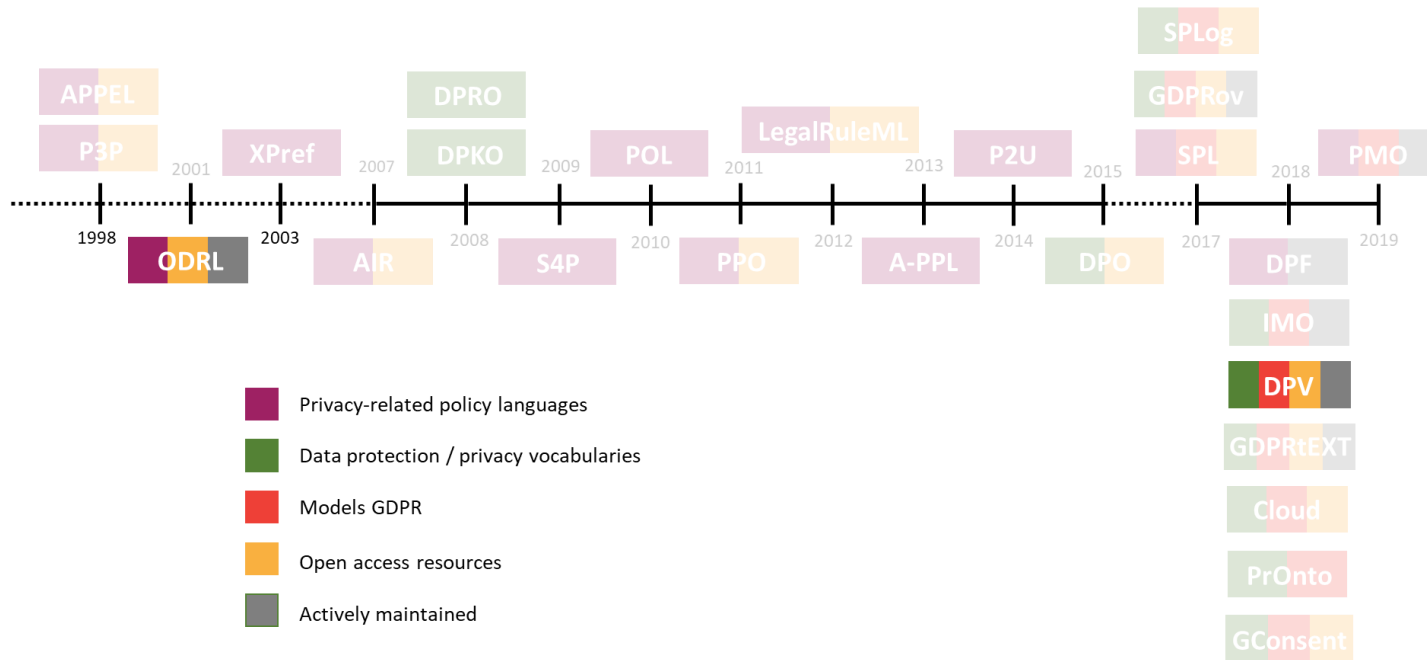 SPLog
APPEL
DPRO
GDPRov
LegalRuleML
P3P
XPref
DPKO
POL
P2U
SPL
PMO
2001
2007
2009
2011
2013
2015
2018
1998
2003
2008
2010
2012
2014
2017
2019
ODRL
AIR
S4P
PPO
A-PPL
DPO
DPF
IMO
DPV
GDPRtEXT
Cloud
PrOnto
GConsent
Privacy-related policy languages
Data protection / privacy vocabularies
Models GDPR
Open access resources
Actively maintained